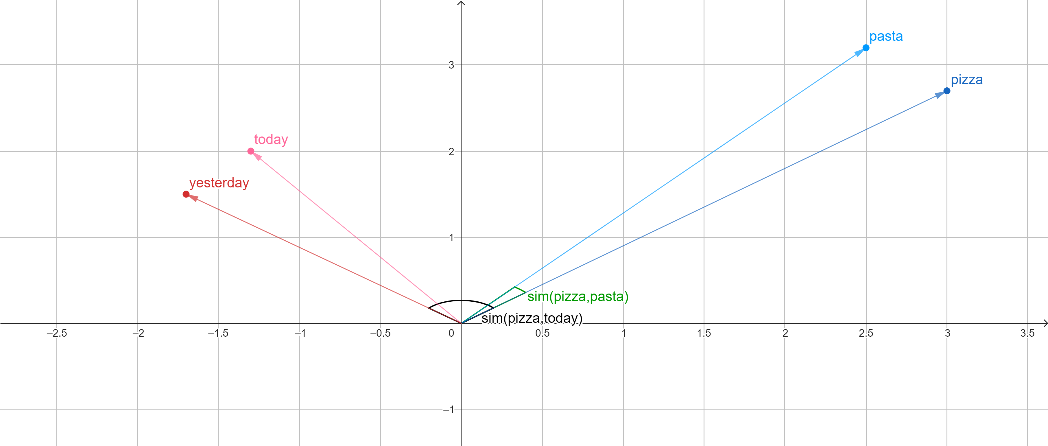 pasta
3
pizza
today
2
yesterday
1
sim(pizza,pasta)
sim(pizza,today)
–2.5
–2
–1.5
–1
–0.5
0
0.5
1
1.5
2
2.5
3
3.5
–1